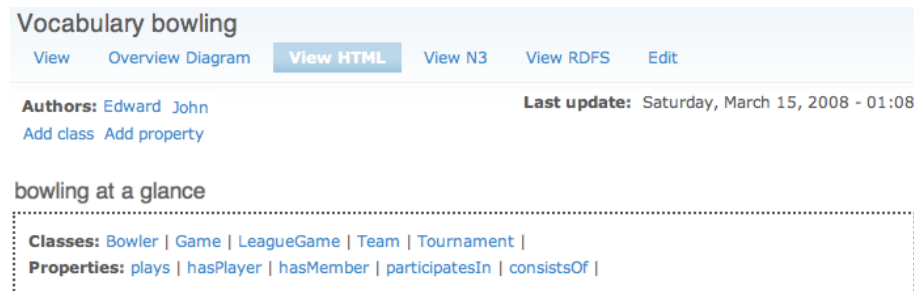 Vocabulary bowling
View Overview Diagram View HTML View N3 View RDFS Edit
Authors: Edward John Last update: Saturday, March 15, 2008 - 01:08
Add class Add property
bowling at a glance
Classes: Bowler | Game | LeagueGame | Team | Tournament |
Properties: plays | hasPlayer | hasMember | participatesIn | consistsOf |